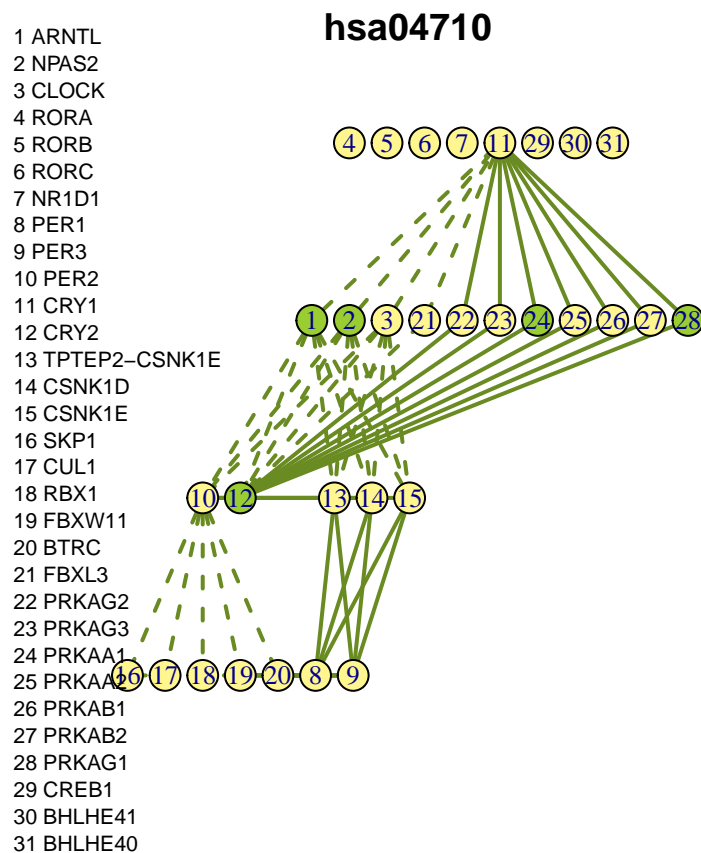 hsa04710
1 ARNTL
2 NPAS2
3 CLOCK
4 RORA
5 RORB
6 RORC
7 NR1D1
8 PER1
9 PER3
10 PER2
11 CRY1
12 CRY2
13 TPTEP2−CSNK1E
14 CSNK1D
15 CSNK1E
16 SKP1
17 CUL1
18 RBX1
19 FBXW11
20 BTRC
21 FBXL3
22 PRKAG2
23 PRKAG3
24 PRKAA1
25 PRKAA2
26 PRKAB1
27 PRKAB2
28 PRKAG1
29 CREB1
30 BHLHE41
31 BHLHE40
4 5 6 7 11 29 30 31
1 2 3 21 22 23 24 25 26 27 28
10 12 13 14 15
16 17 18 19 20 8 9